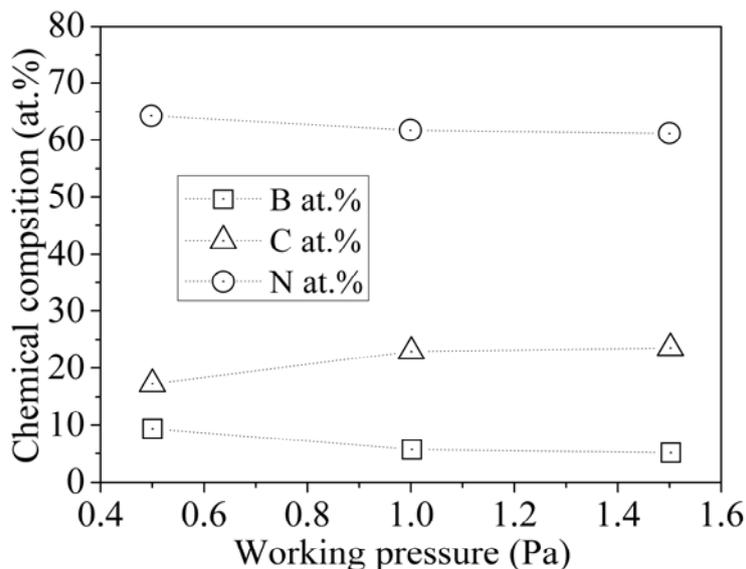 80
70
60
50
40
30
20
10
0
Chemical compsition (at.%)
B at.%
C at.%
N at.%
0.4 0.6 0.8 1.0 1.2 1.4 1.6
Working pressure (Pa)